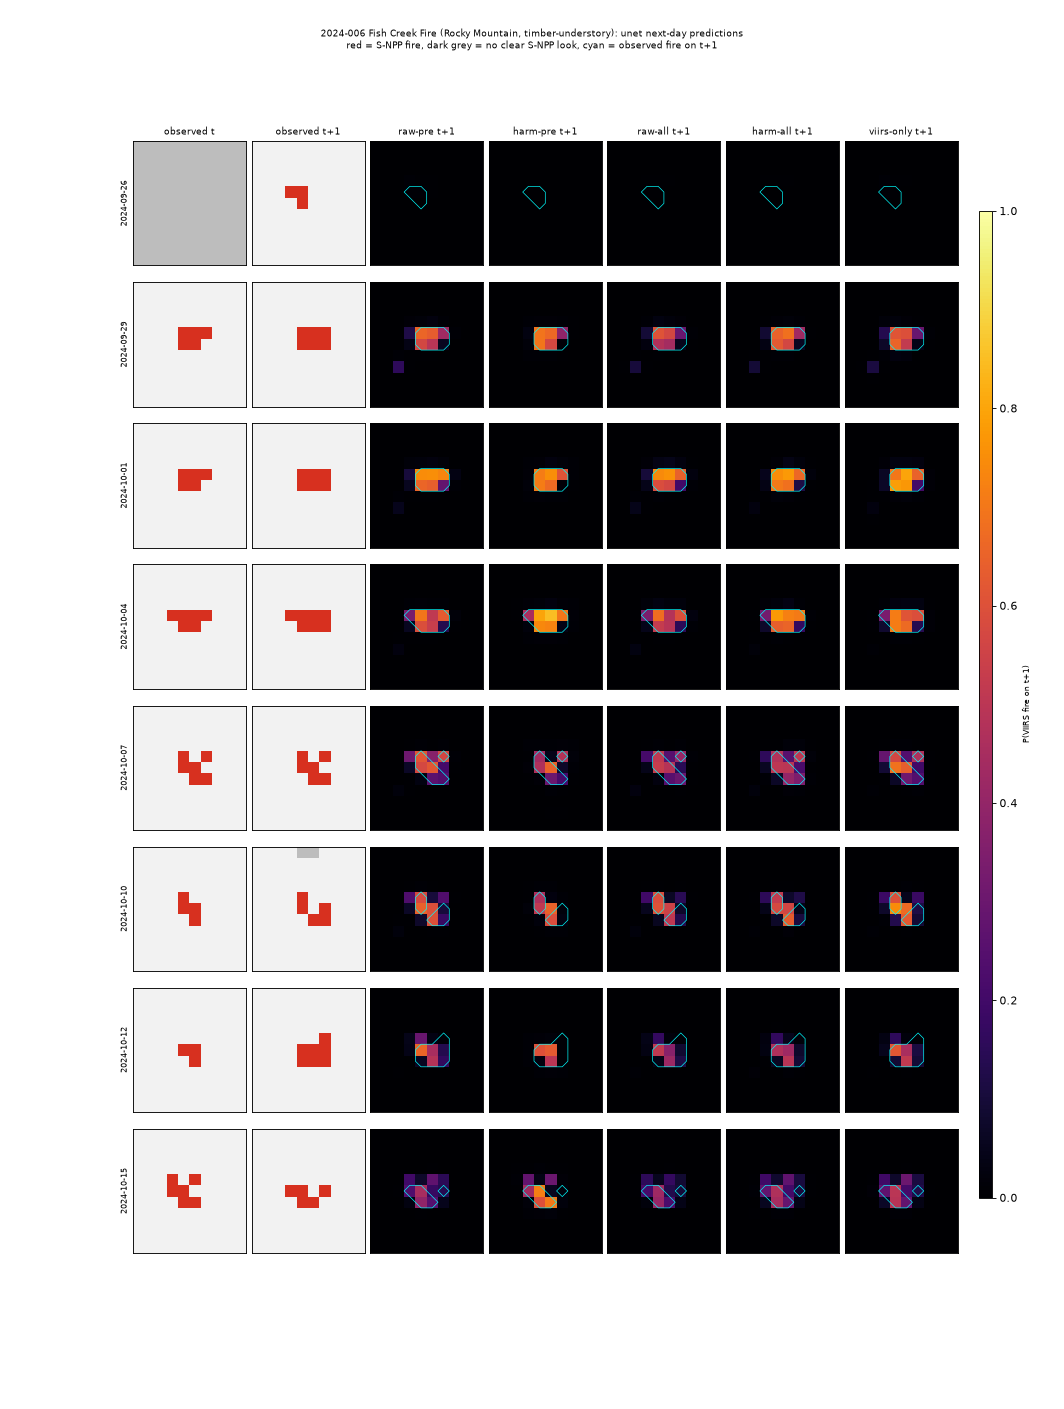 2024-006 Fish Creek Fire (Rocky Mountain, timber-understory): unet next-day predictions
red = S-NPP fire, dark grey = no clear S-NPP look, cyan = observed fire on t+1
observed t
observed t+1
raw-pre t+1
harm-pre t+1
raw-all t+1
harm-all t+1
viirs-only t+1
2024-09-26
2024-09-29
2024-10-01
2024-10-04
2024-10-07
2024-10-10
2024-10-12
2024-10-15
1.0
0.8
0.6
0.4
0.2
0.0
P(VIIRS fire on t+1)